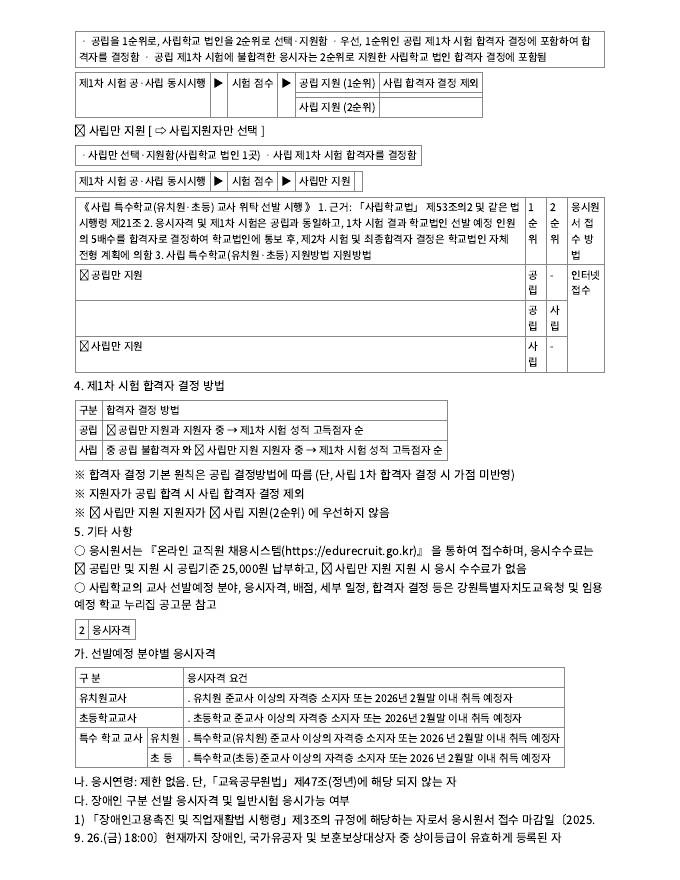 · 공립을 1순위로, 사립학교 법인을 2순위로 선택·지원함 · 우선, 1순위인 공립 제1차 시험 합격자 결정에 포함하여 합
격자를 결정함 · 공립 제1차 시험에 불합격한 응시자는 2순위로 지원한 사립학교 법인 합격자 결정에 포함됨
제1차 시험 공·사립 동시시행 ▶ 시험 점수 ▶ 공립 지원 (1순위) 사립 합격자 결정 제외
사립 지원 (2순위)
사립만 지원 [ ⇨ 사립지원자만 선택 ]
· 사립만 선택·지원함(사립학교 법인 1곳) · 사립 제1차 시험 합격자를 결정함
제1차 시험 공·사립 동시시행 ▶ 시험 점수 ▶ 사립만 지원
《 사립 특수학교(유치원·초등) 교사 위탁 선발 시행 》 1. 근거: 「사립학교법」 제53조의2 및 같은 법
시행령 제21조 2. 응시자격 및 제1차 시험은 공립과 동일하고, 1차 시험 결과 학교법인 선발 예정 인원
의 5배수를 합격자로 결정하여 학교법인에 통보 후, 제2차 시험 및 최종합격자 결정은 학교법인 자체
전형 계획에 의함 3. 사립 특수학교(유치원·초등) 지원방법 지원방법
1
순
위
2
순
위
응시원
서 접
수 방
법
공립만 지원
공
립
-
인터넷
접수
공
립
사
립
사립만 지원
사
립
-
4. 제1차 시험 합격자 결정 방법
구분 합격자 결정 방법
공립 공립만 지원과 지원자 중 → 제1차 시험 성적 고득점자 순
사립 중 공립 불합격자 와 사립만 지원 지원자 중 → 제1차 시험 성적 고득점자 순
※ 합격자 결정 기본 원칙은 공립 결정방법에 따름 (단, 사립 1차 합격자 결정 시 가점 미반영)
※ 지원자가 공립 합격 시 사립 합격자 결정 제외
※ 사립만 지원 지원자가 사립 지원(2순위) 에 우선하지 않음
5. 기타 사항
○ 응시원서는 『온라인 교직원 채용시스템(https://edurecruit.go.kr)』 을 통하여 접수하며, 응시수수료는
공립만 및 지원 시 공립기준 25,000원 납부하고, 사립만 지원 지원 시 응시 수수료가 없음
○ 사립학교의 교사 선발예정 분야, 응시자격, 배점, 세부 일정, 합격자 결정 등은 강원특별자치도교육청 및 임용
예정 학교 누리집 공고문 참고
2 응시자격
가. 선발예정 분야별 응시자격
구 분 응시자격 요건
유치원교사 . 유치원 준교사 이상의 자격증 소지자 또는 2026년 2월말 이내 취득 예정자
초등학교교사 . 초등학교 준교사 이상의 자격증 소지자 또는 2026년 2월말 이내 취득 예정자
특수 학교 교사 유치원 . 특수학교(유치원) 준교사 이상의 자격증 소지자 또는 2026년 2월말 이내 취득 예정자
초 등 . 특수학교(초등) 준교사 이상의 자격증 소지자 또는 2026 년 2월말 이내 취득 예정자
나. 응시연령: 제한 없음. 단, 「교육공무원법」제47조(정년)에 해당 되지 않는 자
다. 장애인 구분 선발 응시자격 및 일반시험 응시가능 여부
1) 「장애인고용촉진 및 직업재활법 시행령」제3조의 규정에 해당하는 자로서 응시원서 접수 마감일〔2025.
9. 26.(금) 18:00〕현재까지 장애인, 국가유공자 및 보훈보상대상자 중 상이등급이 유효하게 등록된 자